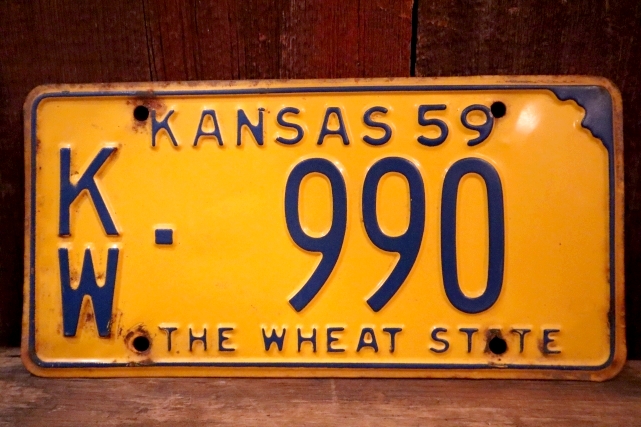 KANSAS 59
KW - 990
THE WHEAT STATE